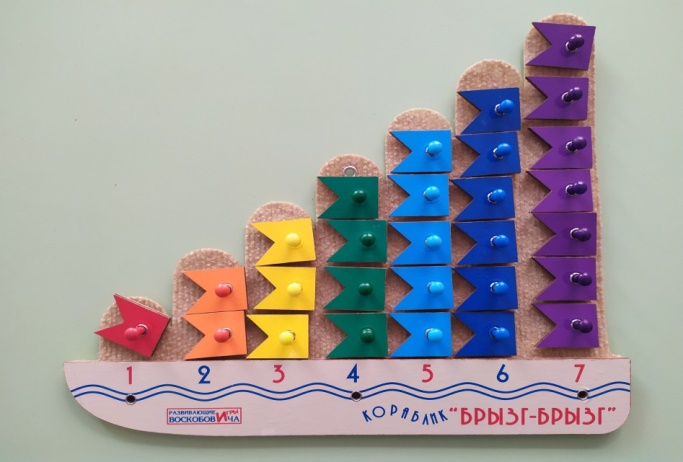 1 2 3 4 5 6 7
РАЗВИВАЮЩИЕ ИГРЫ
ВОСКОБОВИЧА
КОРАБЛИК "БРЫЗГ-БРЫЗГ"